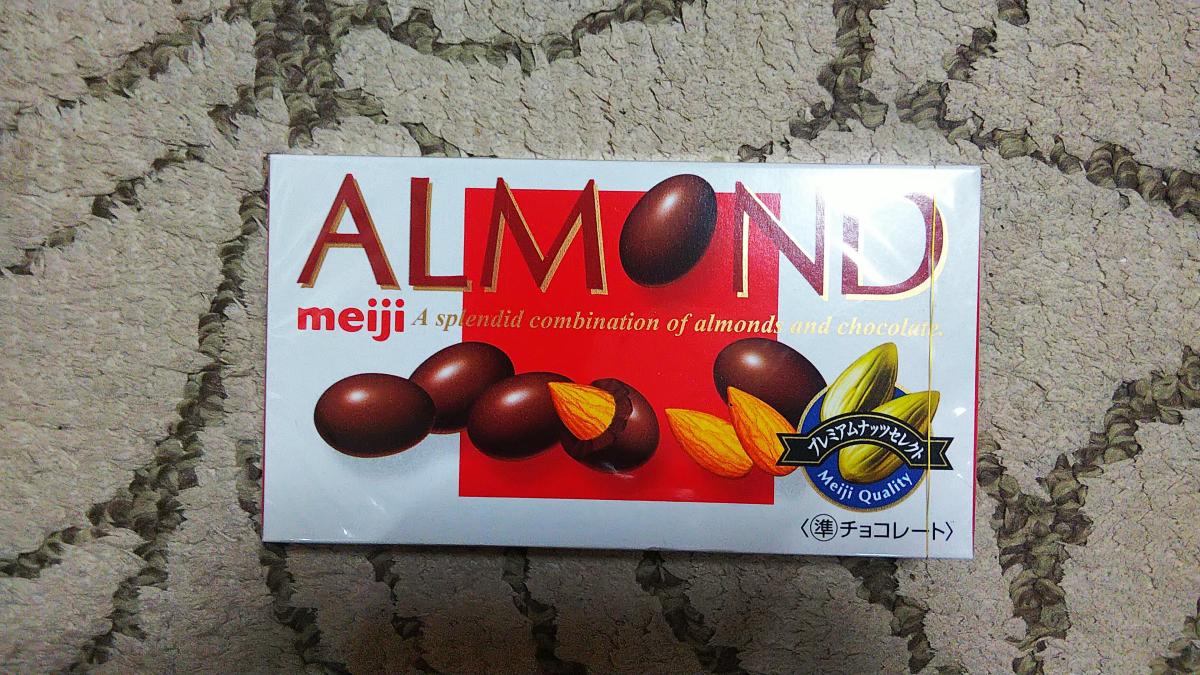 ALMOND
meiji A splendid combination of almonds and chocolate.
プレミアムナッツセレクト
Meiji Quality
〈㊜チョコレート〉